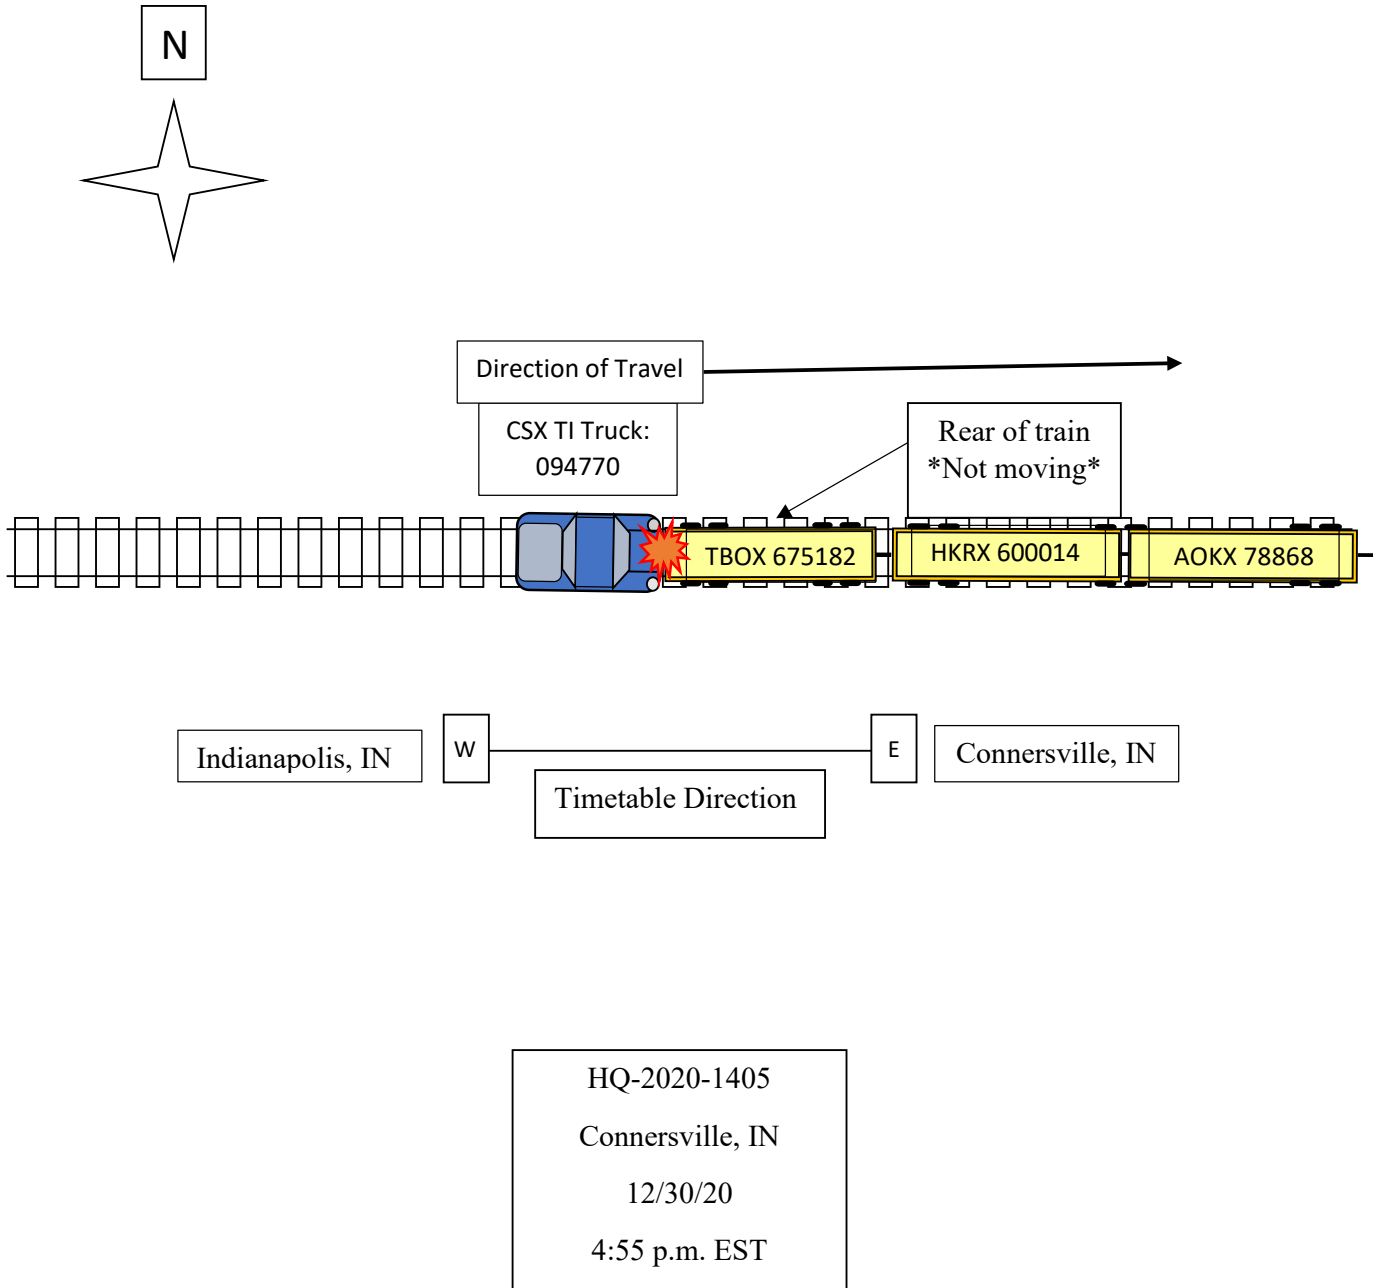 N
Direction of Travel
CSX TI Truck:
094770
Rear of train
*Not moving*
TBOX 675182
HKRX 600014
AOKX 78868
Indianapolis, IN
W
E
Connersville, IN
Timetable Direction
HQ-2020-1405
Connersville, IN
12/30/20
4:55 p.m. EST